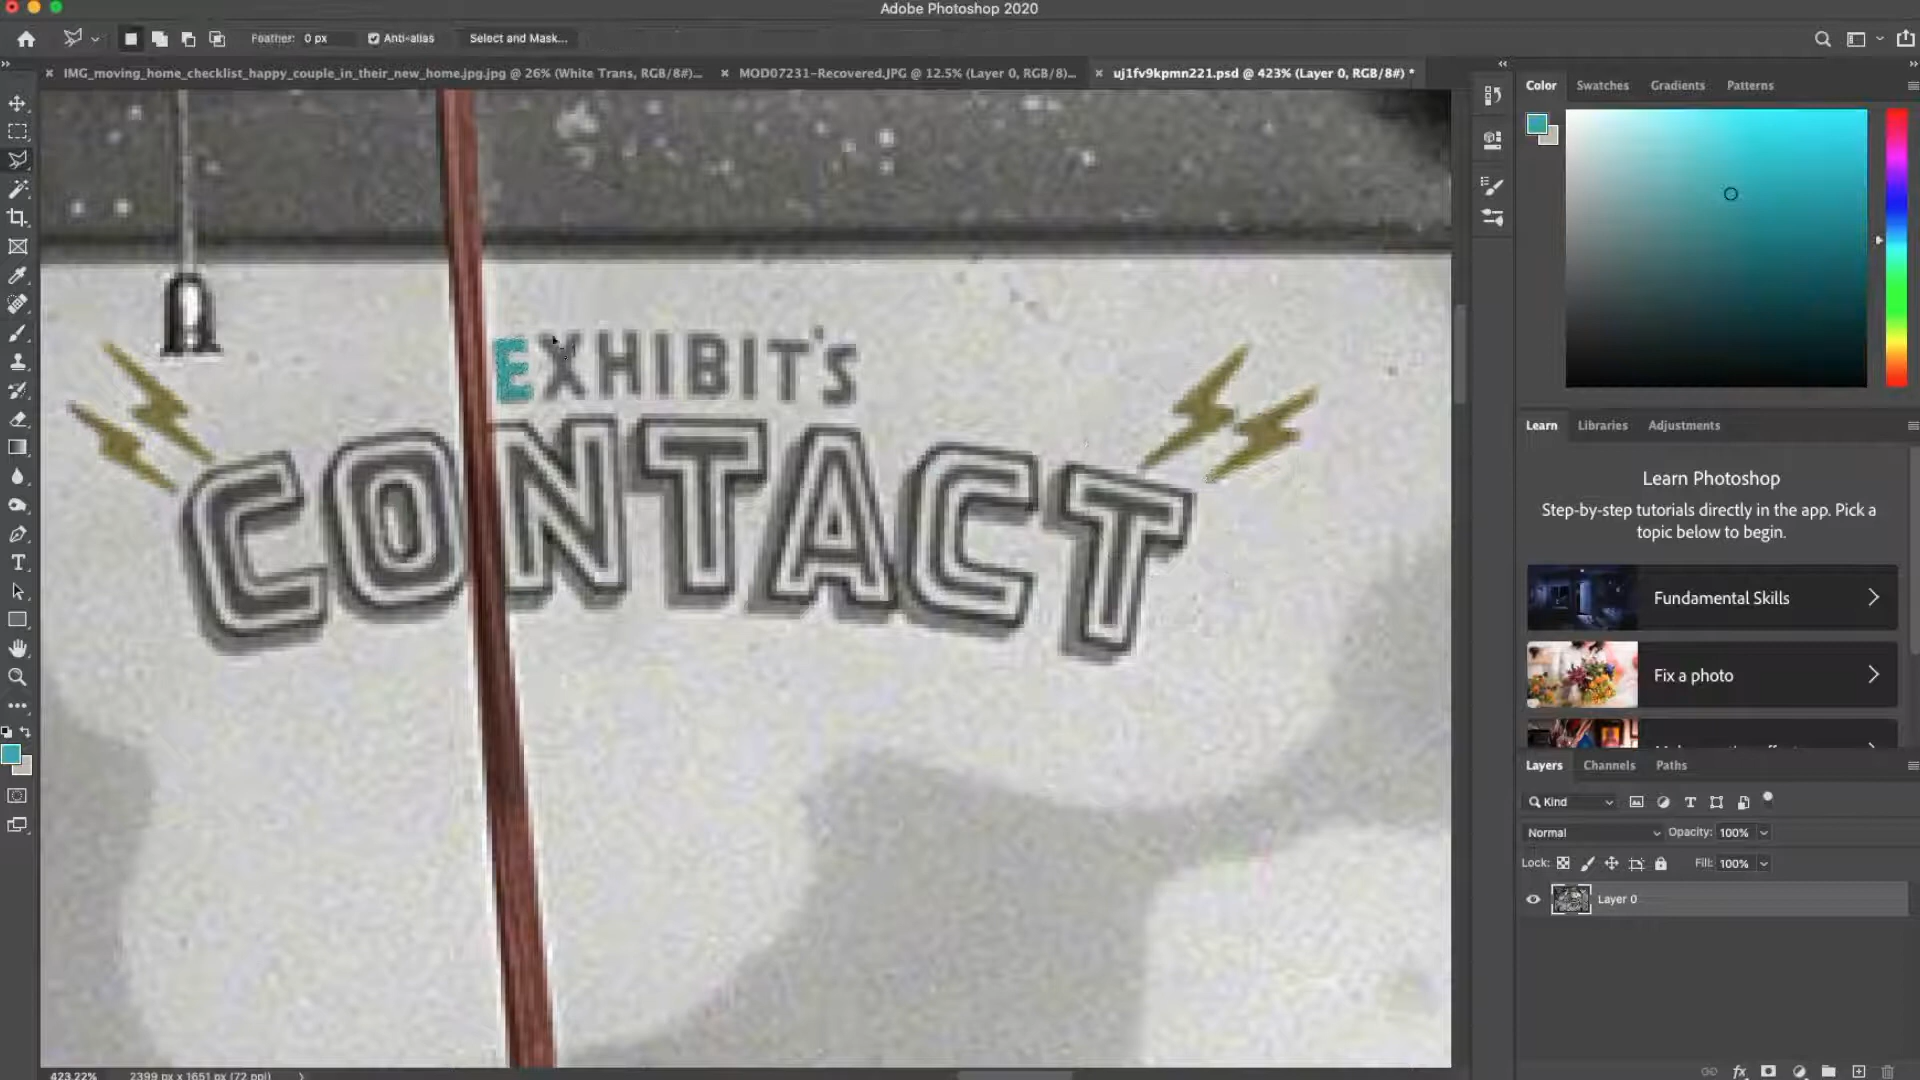 Adobe Photoshop 2020
Feather: 0 px Anti-alias Select and Mask...
IMG_moving_home_checklist_happy_couple_in_their_new_home.jpg.jpg @ 26% (White Trans, RGB/8#)... MOD07231-Recovered.JPG @ 12.5% (Layer 0, RGB/8)... uj1fv9kpmn221.psd @ 423% (Layer 0, RGB/8#) *
Color Swatches Gradients Patterns
EXHIBIT'S
CONTACT
Learn Libraries Adjustments
Learn Photoshop
Step-by-step tutorials directly in the app. Pick a
topic below to begin.
Fundamental Skills
Fix a photo
Layers Channels Paths
Kind
Normal Opacity: 100%
Lock: Fill: 100%
Layer 0
423.22% 2399 px x 1651 px (72 ppi)